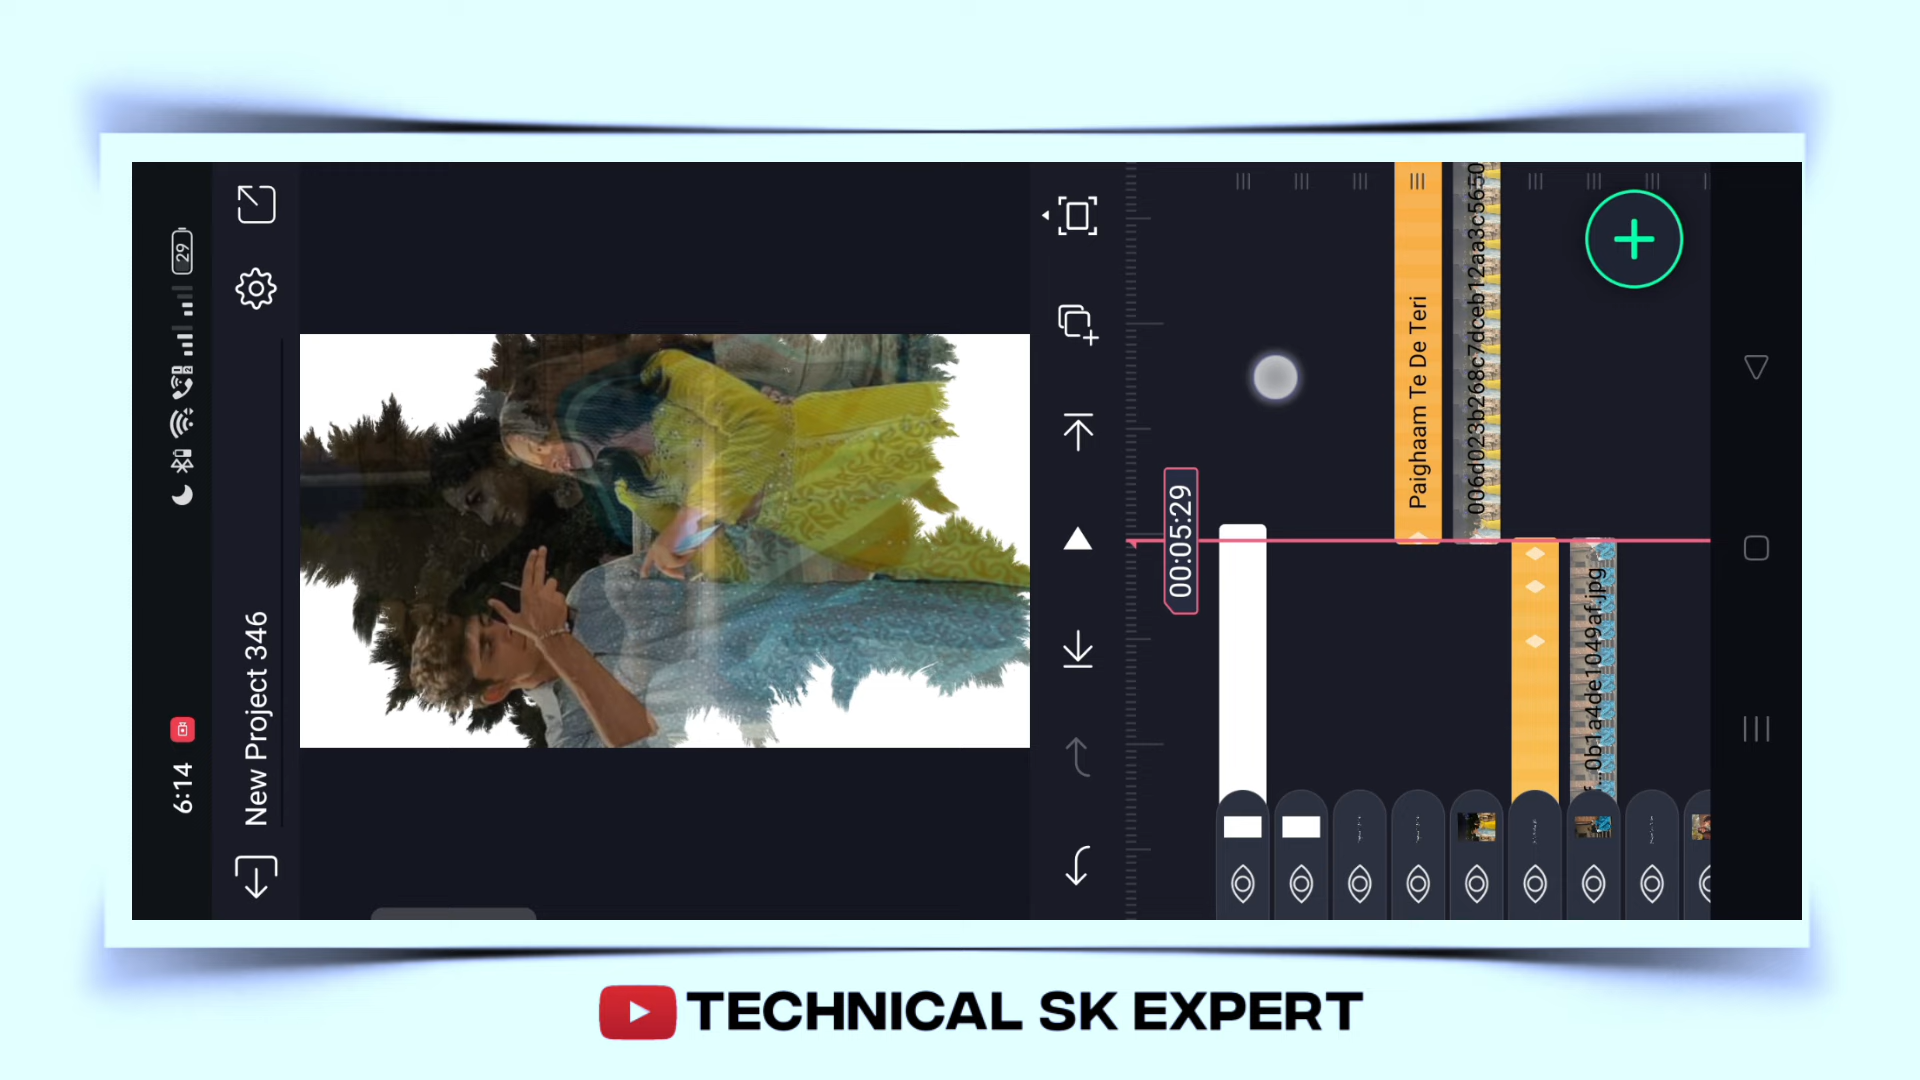 6:14
29
New Project 346
00:05:29
Paighaam Te De Teri
006d023b268c7dceb12aa3c5650
0b1a4de1049af.jpg
TECHNICAL SK EXPERT